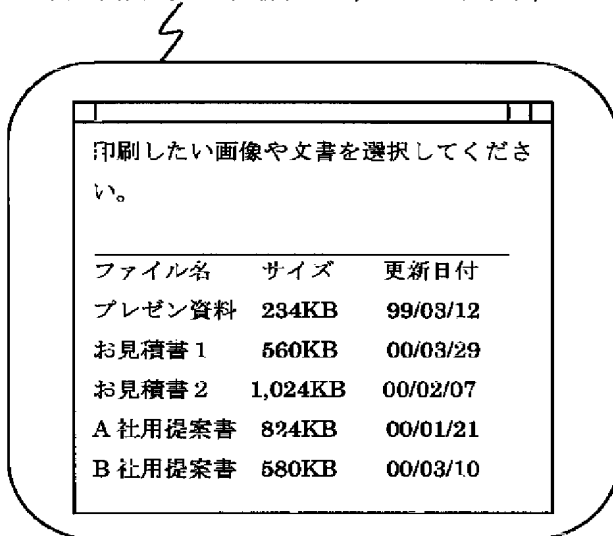 印刷したい画像や文書を選択してくださ
い。
ファイル名 サイズ 更新日付
プレゼン資料 234KB 99/03/12
お見積書1 560KB 00/03/29
お見積書2 1,024KB 00/02/07
A 社用提案書 824KB 00/01/21
B 社用提案書 580KB 00/03/10